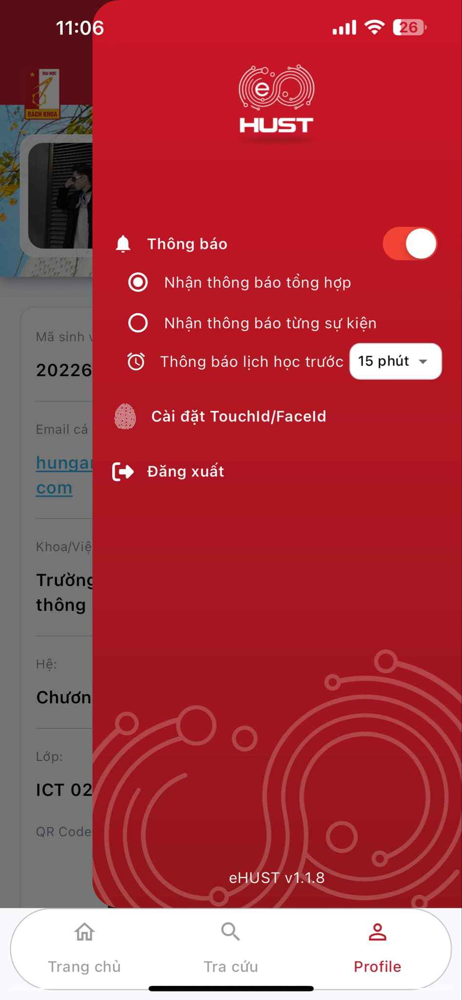 11:06
26
ĐẠI HỌC
BÁCH KHOA
e
HUST
Thông báo
Nhận thông báo tổng hợp
Nhận thông báo từng sự kiện
Thông báo lịch học trước
15 phút
Cài đặt TouchId/FaceId
Đăng xuất
Mã sinh
20226
Email cá
hungan
com
Khoa/Việ
Trường
thông
Hệ:
Chươn
Lớp:
ICT 02
QR Code
eHUST v1.1.8
Trang chủ
Tra cứu
Profile